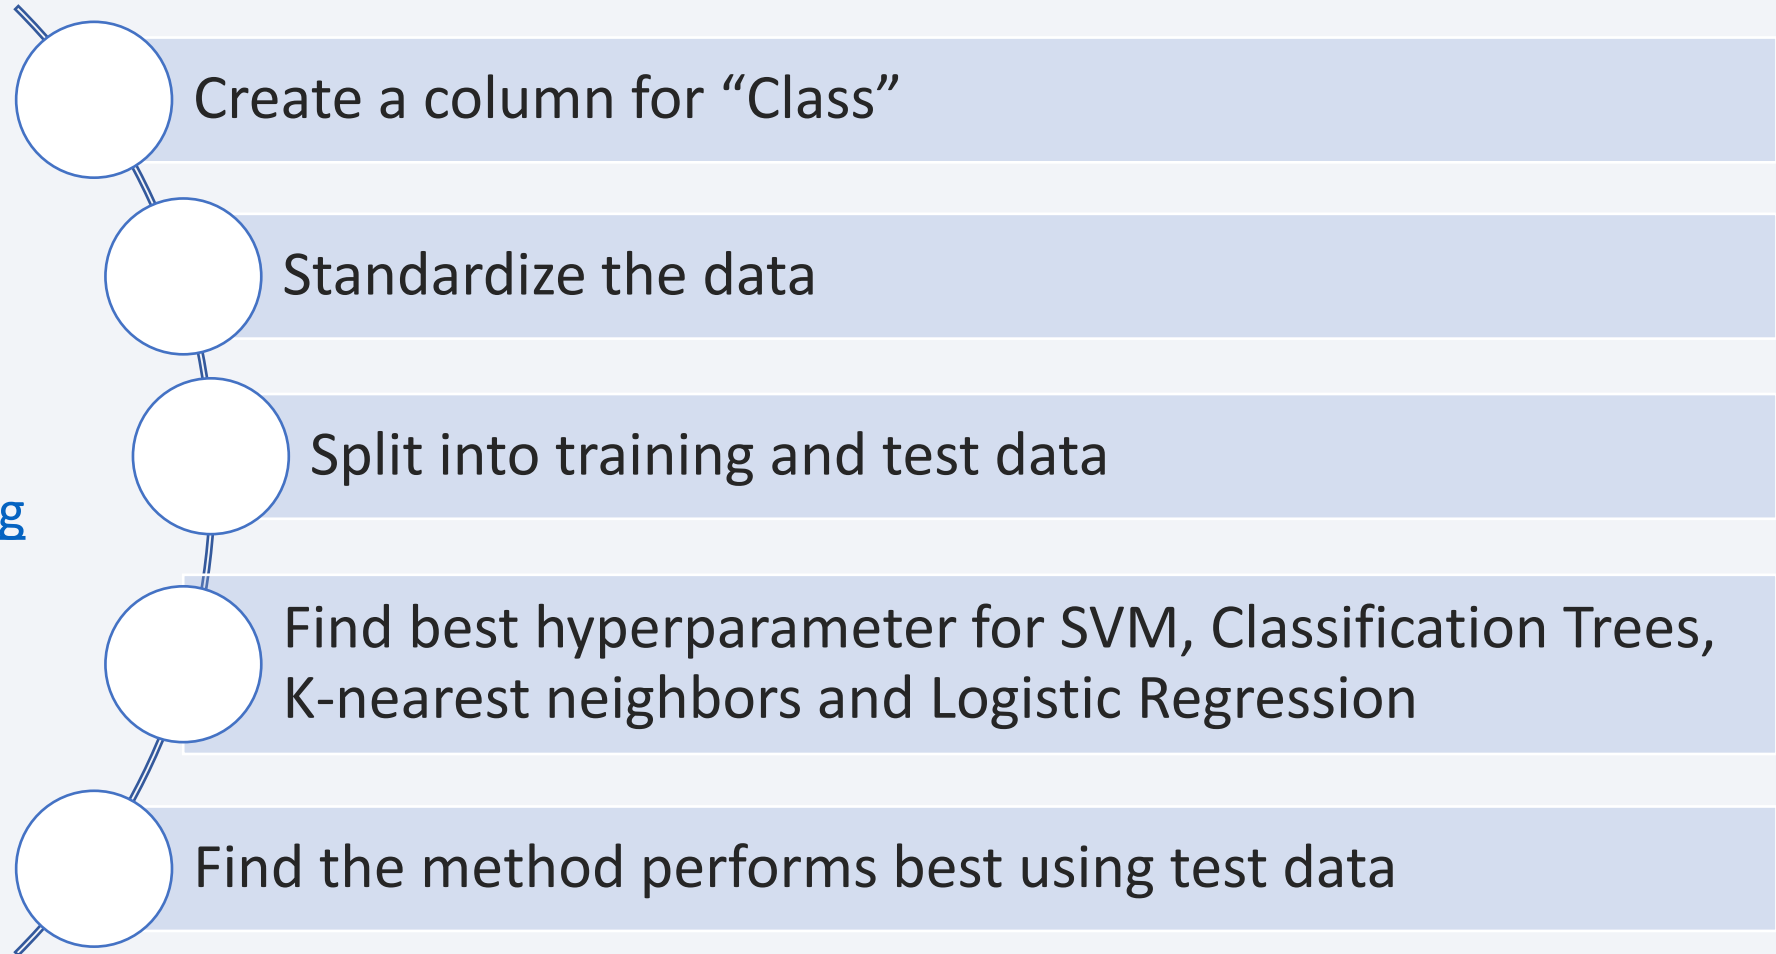 Create a column for “Class”
Standardize the data
Split into training and test data
g
Find best hyperparameter for SVM, Classification Trees,
K-nearest neighbors and Logistic Regression
Find the method performs best using test data